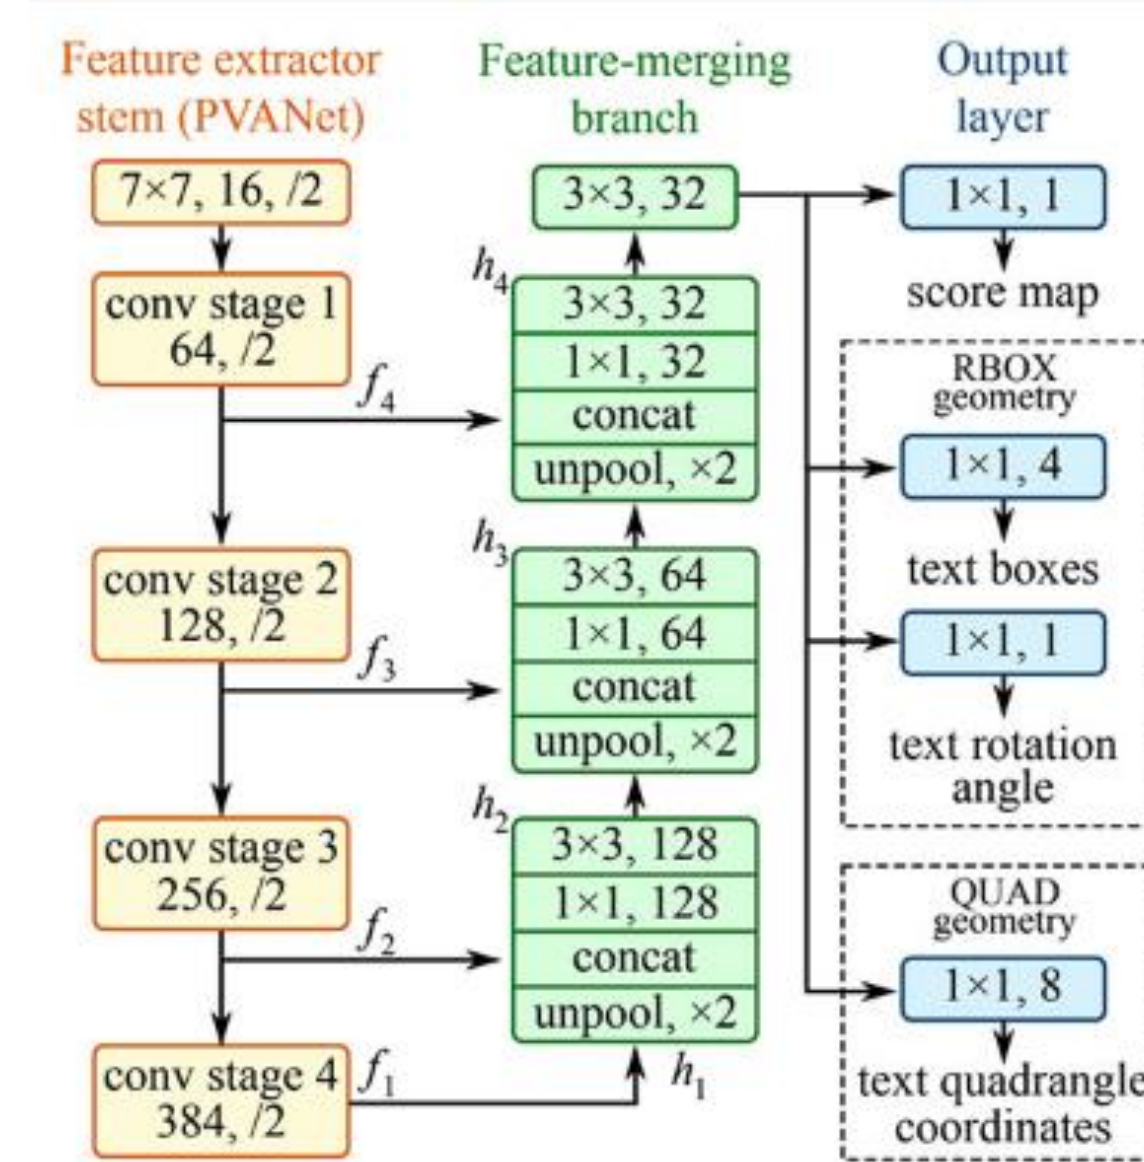 Feature extractor
stem (PVANet)
7×7, 16, /2
conv stage 1
64, /2
f4
conv stage 2
128, /2
f3
conv stage 3
256, /2
f2
conv stage 4
384, /2
f1
Feature-merging
branch
3×3, 32
h4
3×3, 32
1×1, 32
concat
unpool, ×2
h3
3×3, 64
1×1, 64
concat
unpool, ×2
h2
3×3, 128
1×1, 128
concat
unpool, ×2
h1
Output
layer
1×1, 1
score map
RBOX
geometry
1×1, 4
text boxes
1×1, 1
text rotation
angle
QUAD
geometry
1×1, 8
text quadrangle
coordinates